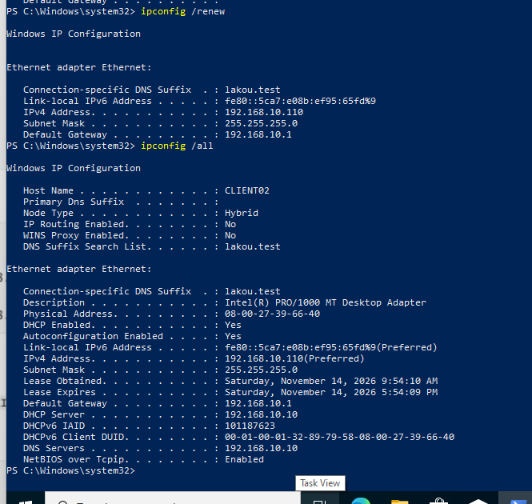 PS C:\Windows\system32> ipconfig /renew
Windows IP Configuration
Ethernet adapter Ethernet:
Connection-specific DNS Suffix  . : lakou.test
Link-local IPv6 Address . . . . . : fe80::5ca7:e08b:ef95:65fd%9
IPv4 Address. . . . . . . . . . . : 192.168.10.110
Subnet Mask . . . . . . . . . . . : 255.255.255.0
Default Gateway . . . . . . . . . : 192.168.10.1
PS C:\Windows\system32> ipconfig /all
Windows IP Configuration
Host Name . . . . . . . . . . . . : CLIENT02
Primary Dns Suffix  . . . . . . . :
Node Type . . . . . . . . . . . . : Hybrid
IP Routing Enabled. . . . . . . . : No
WINS Proxy Enabled. . . . . . . . : No
DNS Suffix Search List. . . . . . : lakou.test
Ethernet adapter Ethernet:
Connection-specific DNS Suffix  . : lakou.test
Description . . . . . . . . . . . : Intel(R) PRO/1000 MT Desktop Adapter
Physical Address. . . . . . . . . : 08-00-27-39-66-40
DHCP Enabled. . . . . . . . . . . : Yes
Autoconfiguration Enabled . . . . : Yes
Link-local IPv6 Address . . . . . : fe80::5ca7:e08b:ef95:65fd%9(Preferred)
IPv4 Address. . . . . . . . . . . : 192.168.10.110(Preferred)
Subnet Mask . . . . . . . . . . . : 255.255.255.0
Lease Obtained. . . . . . . . . . : Saturday, November 14, 2026 9:54:10 AM
Lease Expires . . . . . . . . . . : Saturday, November 14, 2026 5:54:09 PM
Default Gateway . . . . . . . . . : 192.168.10.1
DHCP Server . . . . . . . . . . . : 192.168.10.10
DHCPv6 IAID . . . . . . . . . . . : 101187623
DHCPv6 Client DUID. . . . . . . . : 00-01-00-01-32-89-79-58-08-00-27-39-66-40
DNS Servers . . . . . . . . . . . : 192.168.10.10
NetBIOS over Tcpip. . . . . . . . : Enabled
PS C:\Windows\system32>
Task View